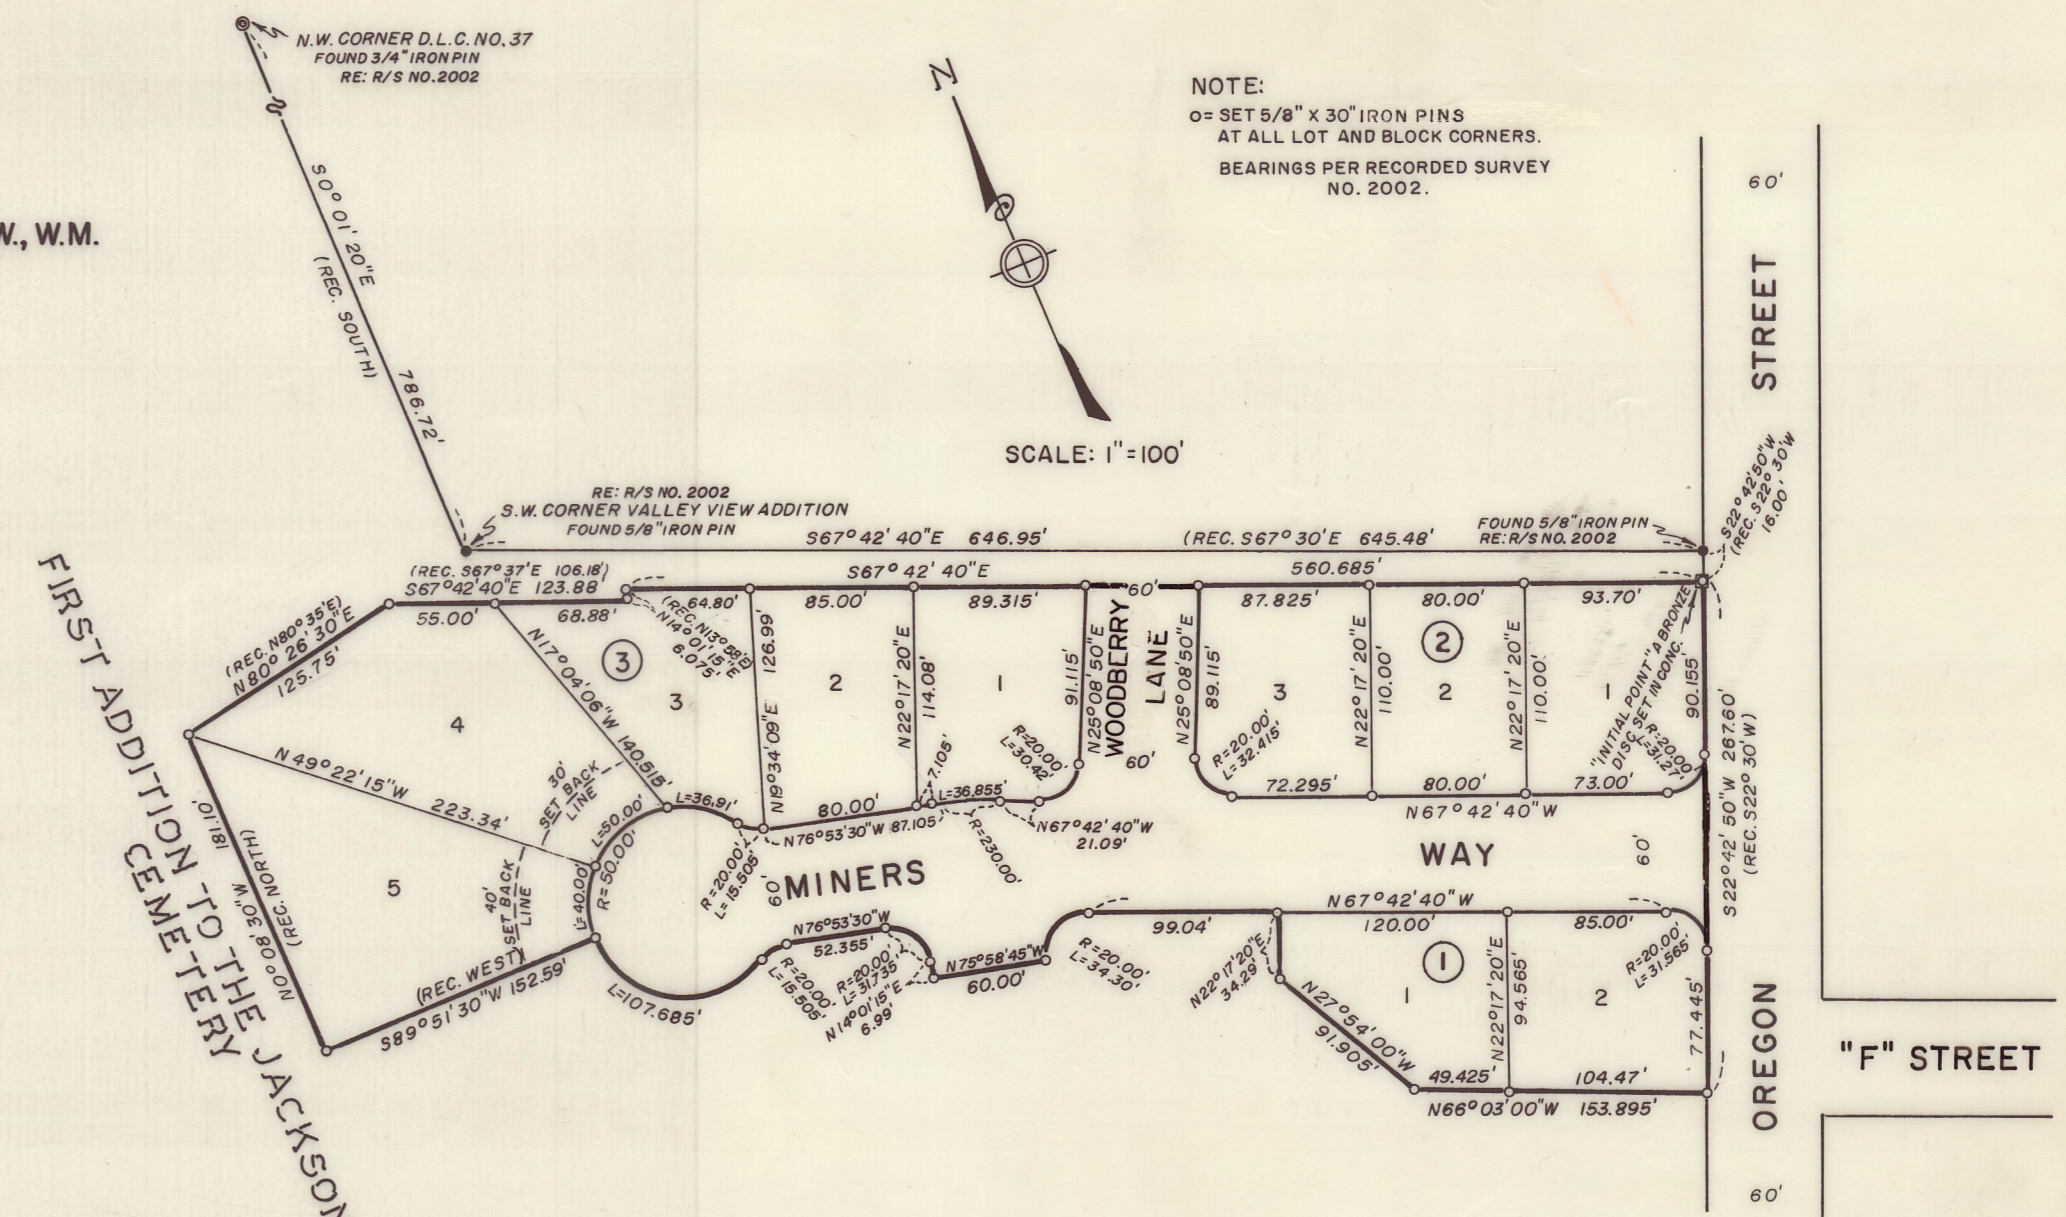 N.W. CORNER D.L.C. NO. 37
FOUND 3/4" IRON PIN
RE: R/S NO. 2002
W., W.M.
S0° 01' 20"E
(REC. SOUTH)
786.72'
N
NOTE:
o= SET 5/8" X 30" IRON PINS
AT ALL LOT AND BLOCK CORNERS.
BEARINGS PER RECORDED SURVEY
NO. 2002.
SCALE: 1"=100'
60'
STREET
S22° 42' 50"W
(REC. S22° 30'W
16.00'
RE: R/S NO. 2002
S.W. CORNER VALLEY VIEW ADDITION
FOUND 5/8" IRON PIN
S67° 42' 40"E 646.95'
(REC. S67° 30'E 645.48'
FOUND 5/8" IRON PIN
RE: R/S NO. 2002
(REC. S67° 37'E 106.18')
S67° 42' 40"E 123.88'
S67° 42' 40"E
560.685'
55.00'
68.88'
64.80'
85.00'
89.315'
60'
87.825'
80.00'
93.70'
(REC. N13° 58'E)
N14° 01' 15"E
6.075'
(REC. N80° 35'E)
N80° 26' 30"E
125.75'
N17° 04' 06"W 140.515'
3
3
N19° 34' 09"E 126.99'
2
N22° 17' 20"E
114.08'
1
91.115'
N25° 08' 50"E
WOODBERRY
LANE
60'
N25° 08' 50"E
89.115'
3
N22° 17' 20"E
110.00'
2
2
N22° 17' 20"E
110.00'
1
"INITIAL POINT" A BRONZE
DISC SET IN CONC.
90.155'
R=20.00'
L=31.27'
S22° 42' 50"W 267.60'
(REC. S22° 30'W)
4
N 49° 22' 15"W
223.34'
30'
SET BACK
LINE
L=50.00'
L=36.91'
R=20.00'
L=15.505'
80.00'
N76° 53' 30"W 87.105'
7.105'
L=36.855'
R=230.00'
R=20.00'
L=30.42'
N67° 42' 40"W
21.09'
R=20.00'
L=32.415'
72.295'
80.00'
73.00'
N67° 42' 40"W
FIRST ADDITION TO THE JACKSON
CEMETERY
181.10'
N0° 08' 30"W
(REC. NORTH)
5
40'
SET BACK
LINE
L=40.00'
R=50.00'
60'
MINERS
WAY
60'
(REC. WEST)
S89° 51' 30"W 152.59'
L=107.685'
N76° 53' 30"W
52.355'
R=20.00'
L=15.505'
R=20.00'
L=31.735'
N14° 01' 15"E
6.99'
N75° 58' 45"W
60.00'
R=20.00'
L=34.30'
99.04'
N67° 42' 40"W
120.00'
85.00'
N22° 17' 20"E
34.29'
N27° 54' 00"W
91.905'
1
1
N22° 17' 20"E
94.565'
R=20.00'
L=31.565'
2
77.445'
49.425'
104.47'
N66° 03' 00"W 153.895'
OREGON
"F" STREET
60'